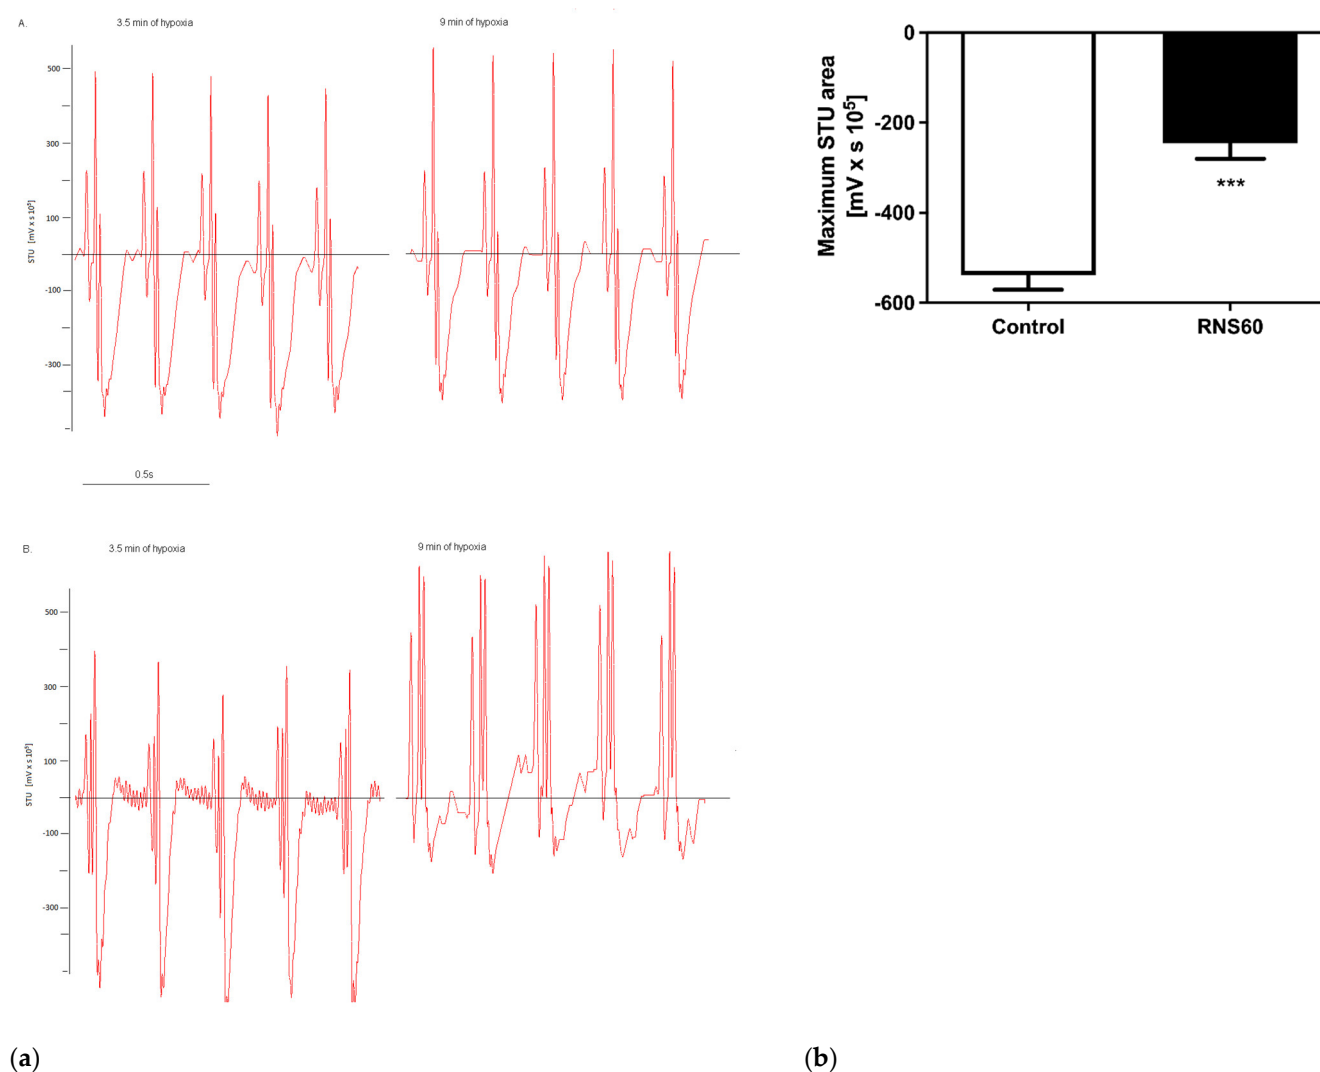 A.
3.5 min of hypoxia
9 min of hypoxia
500
300
100
-100
-300
STU [mV x s 10⁵]
0.5s
B.
3.5 min of hypoxia
9 min of hypoxia
500
300
100
-100
-300
STU [mV x s 10⁵]
(a)
Maximum STU area
[mV x s 10⁵]
0
-200
-400
-600
***
Control
RNS60
(b)